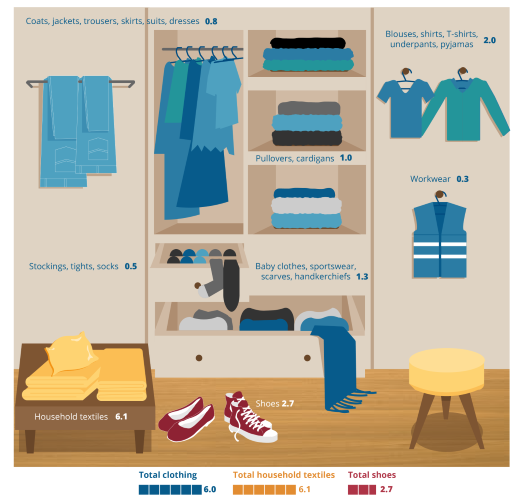 Coats, jackets, trousers, skirts, suits, dresses 0.8
Blouses, shirts, T-shirts,
underpants, pyjamas 2.0
Pullovers, cardigans 1.0
Workwear 0.3
Stockings, tights, socks 0.5
Baby clothes, sportswear,
scarves, handkerchiefs 1.3
Household textiles 6.1
Shoes 2.7
Total clothing
6.0
Total household textiles
6.1
Total shoes
2.7